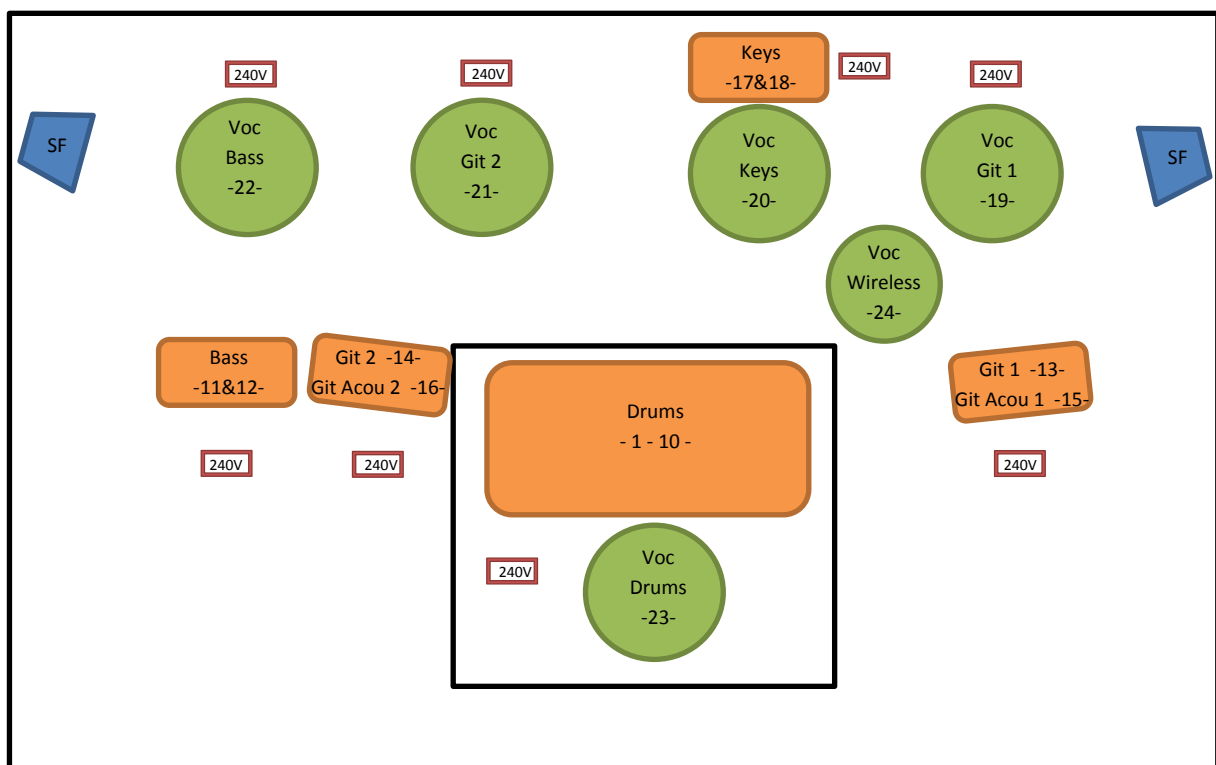 240V
240V
Keys
-17&18-
240V
240V
SF
Voc
Bass
-22-
Voc
Git 2
-21-
Voc
Keys
-20-
Voc
Git 1
-19-
SF
Voc
Wireless
-24-
Bass
-11&12-
Git 2 -14-
Git Acou 2 -16-
Drums
- 1 - 10 -
Git 1 -13-
Git Acou 1 -15-
240V
240V
240V
240V
Voc
Drums
-23-